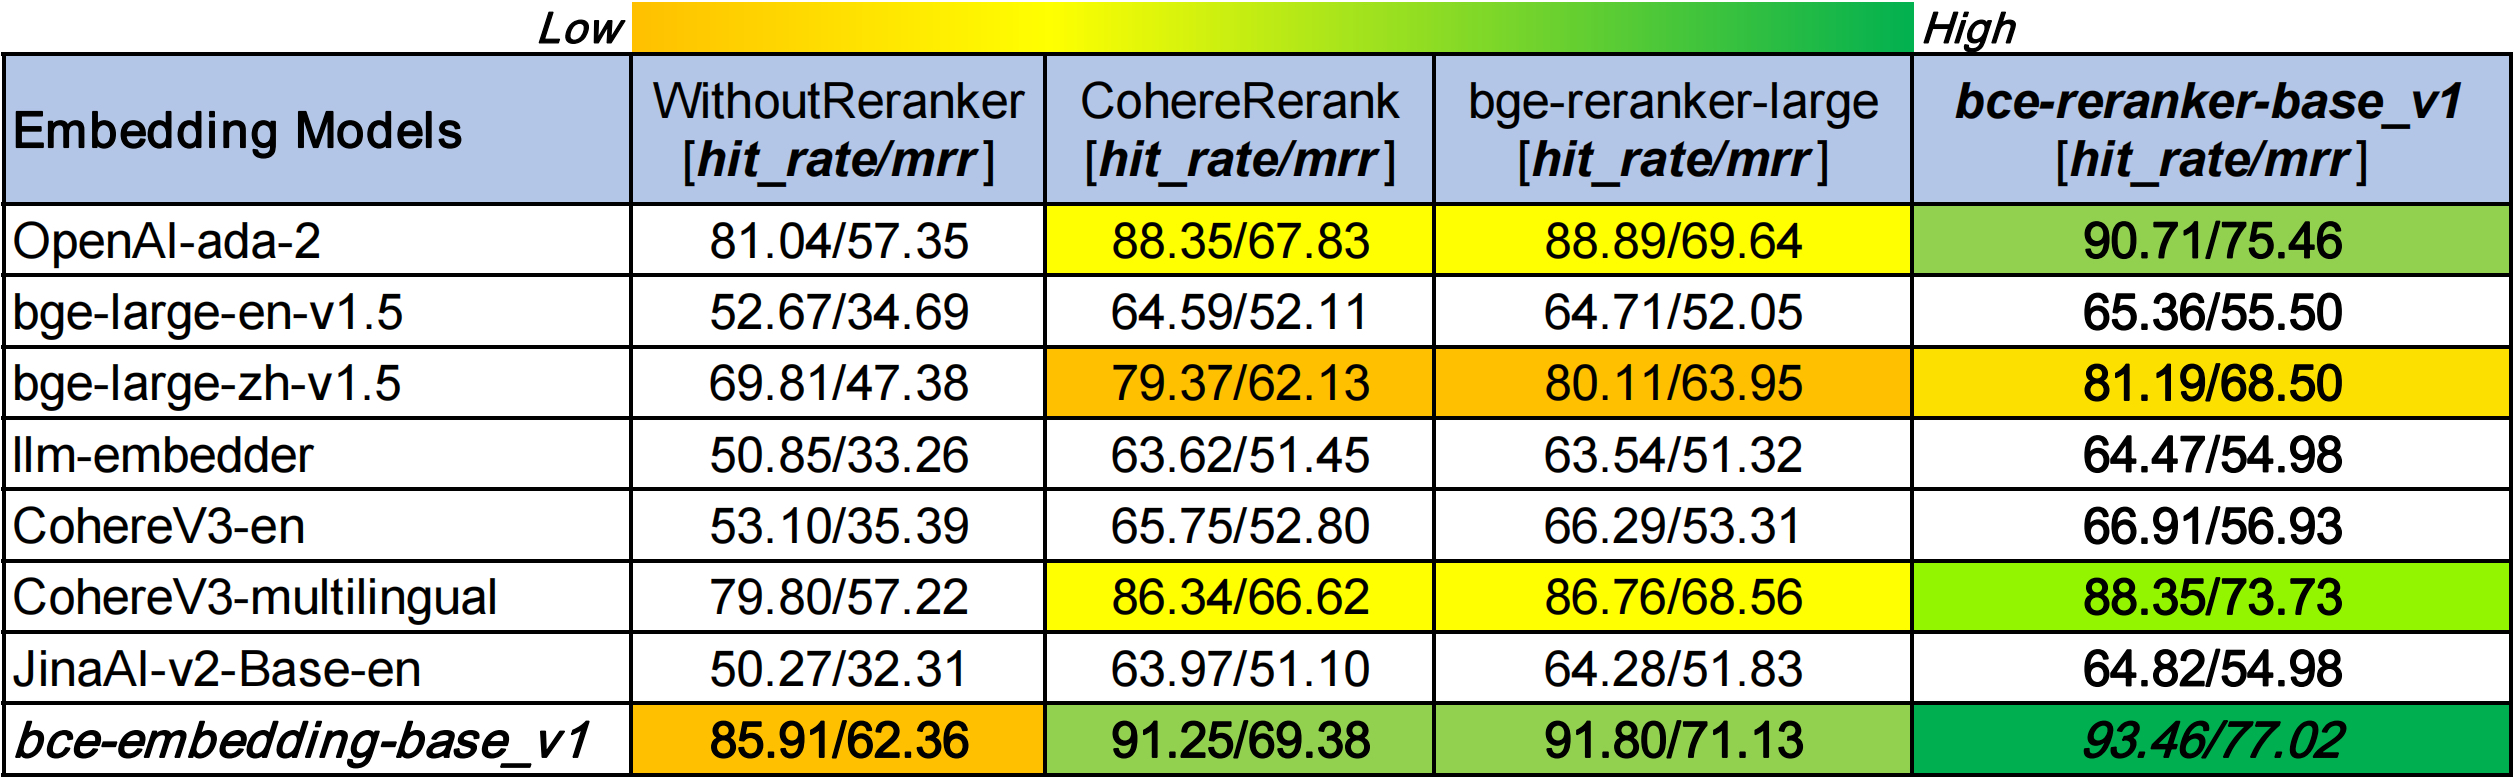 Low High
Embedding Models WithoutReranker CohereRerank bge-reranker-large bce-reranker-base_v1
[hit_rate/mrr] [hit_rate/mrr] [hit_rate/mrr] [hit_rate/mrr]
OpenAI-ada-2 81.04/57.35 88.35/67.83 88.89/69.64 90.71/75.46
bge-large-en-v1.5 52.67/34.69 64.59/52.11 64.71/52.05 65.36/55.50
bge-large-zh-v1.5 69.81/47.38 79.37/62.13 80.11/63.95 81.19/68.50
llm-embedder 50.85/33.26 63.62/51.45 63.54/51.32 64.47/54.98
CohereV3-en 53.10/35.39 65.75/52.80 66.29/53.31 66.91/56.93
CohereV3-multilingual 79.80/57.22 86.34/66.62 86.76/68.56 88.35/73.73
JinaAI-v2-Base-en 50.27/32.31 63.97/51.10 64.28/51.83 64.82/54.98
bce-embedding-base_v1 85.91/62.36 91.25/69.38 91.80/71.13 93.46/77.02